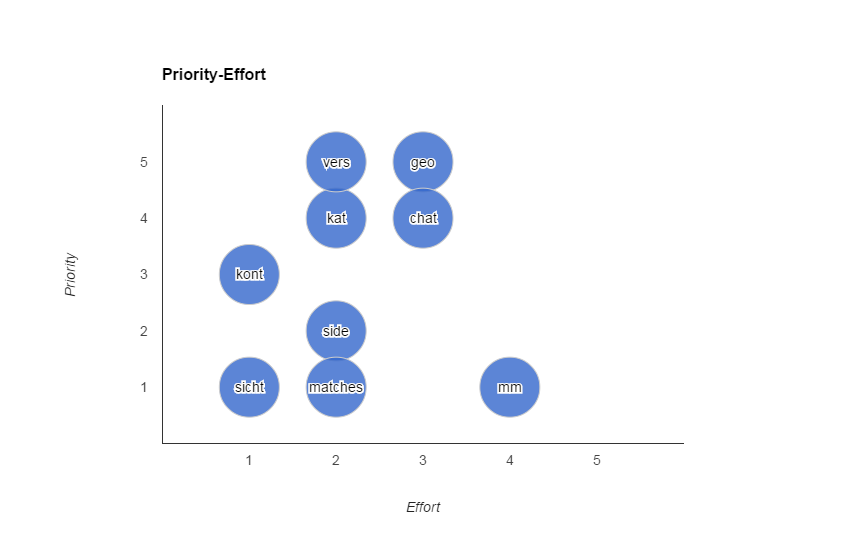 Priority-Effort
5
vers
geo
4
kat
chat
Priority
3
kont
2
side
1
sicht
matches
mm
1
2
3
4
5
Effort